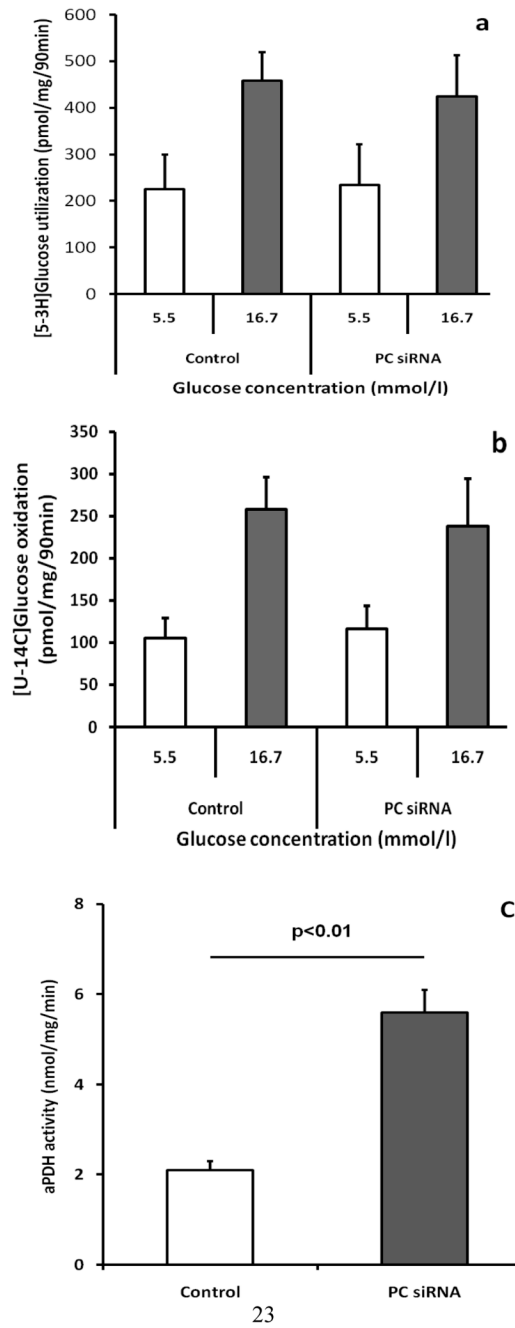 a
600
500
400
300
200
100
0
[5-3H]Glucose utilization (pmol/mg/90min)
5.5 16.7 5.5 16.7
Control PC siRNA
Glucose concentration (mmol/l)
b
350
300
250
200
150
100
50
0
[U-14C]Glucose oxidation
(pmol/mg/90min)
5.5 16.7 5.5 16.7
Control PC siRNA
Glucose concentration (mmol/l)
C
8
6
4
2
0
aPDH activity (nmol/mg/min)
p<0.01
Control PC siRNA
23